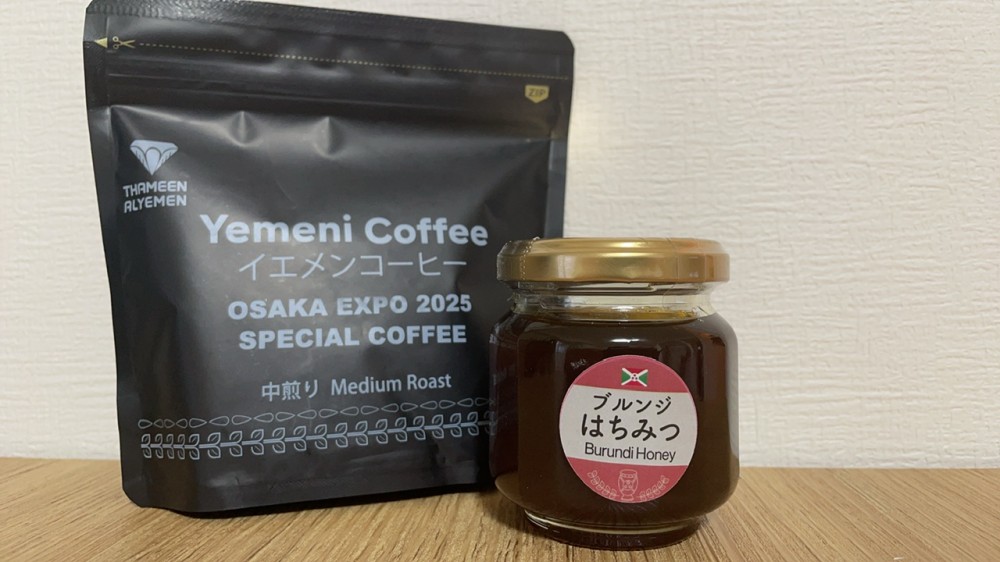 ZIP
THAMEEN
ALYEMEN
Yemeni Coffee
イエメンコーヒー
OSAKA EXPO 2025
SPECIAL COFFEE
中煎り Medium Roast
ブルンジ
はちみつ
Burundi Honey